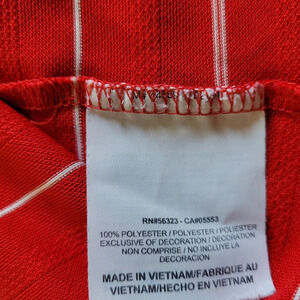 RN#56323 - CA#05553
100% POLYESTER / POLYESTER / POLIESTER
EXCLUSIVE OF DECORATION / DECORATION
NON COMPRISE / NO INCLUYE LA
DECORACION
MADE IN VIETNAM/FABRIQUE
AU VIETNAM/HECHO EN VIETNAM